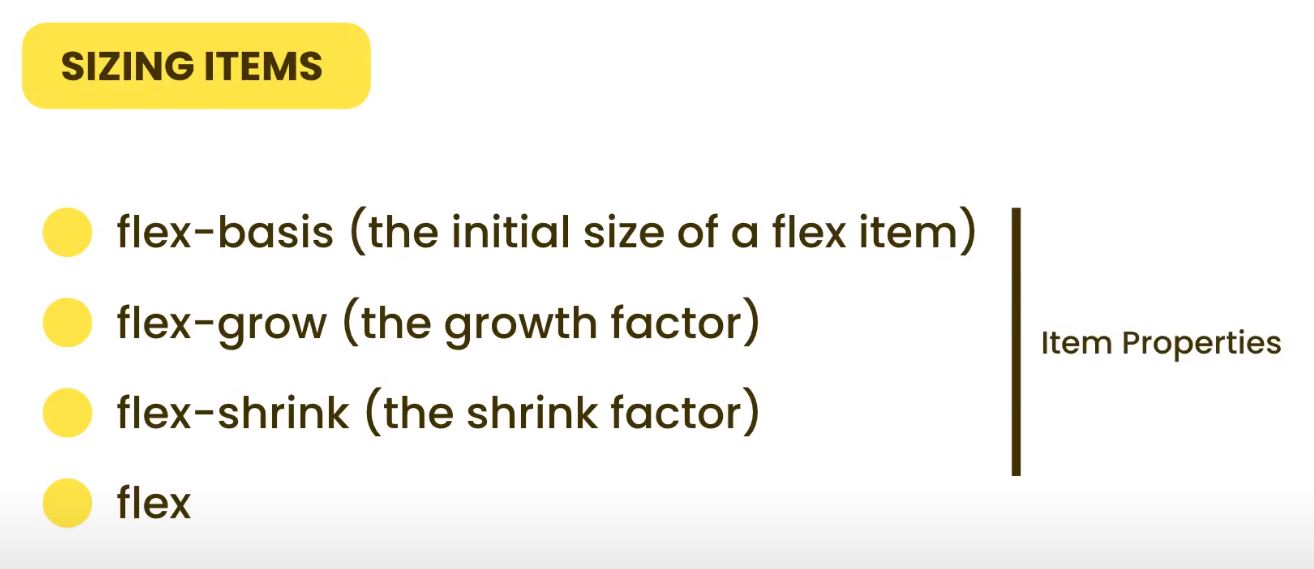 SIZING ITEMS
flex-basis (the initial size of a flex item)
flex-grow (the growth factor)
flex-shrink (the shrink factor)
flex
Item Properties